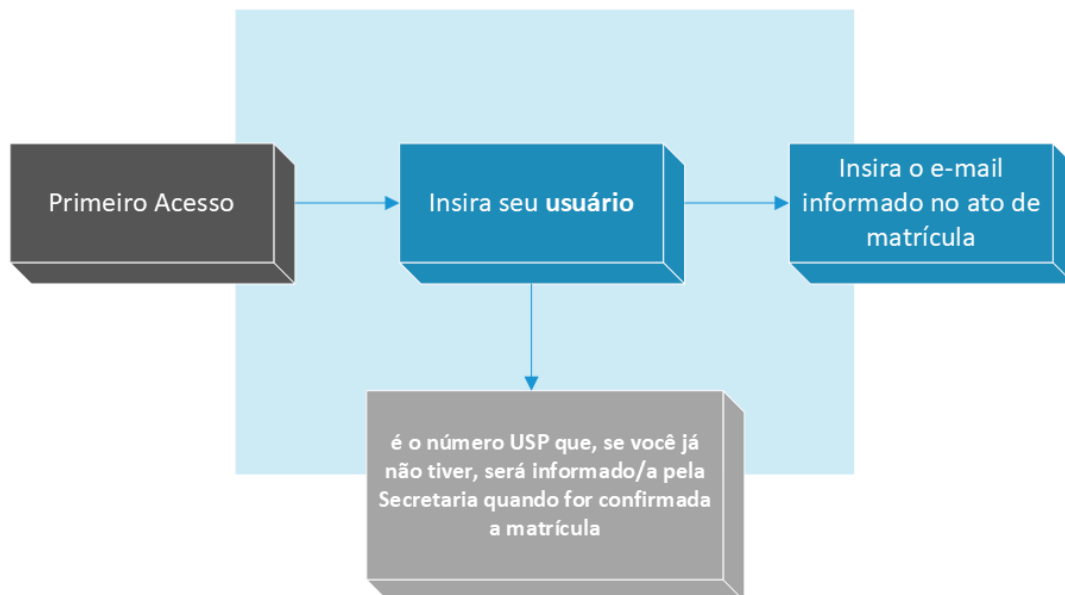 Primeiro Acesso
Insira seu usuário
Insira o e-mail
informado no ato de
matrícula
é o número USP que, se você já
não tiver, será informado/a pela
Secretaria quando for confirmada
a matrícula